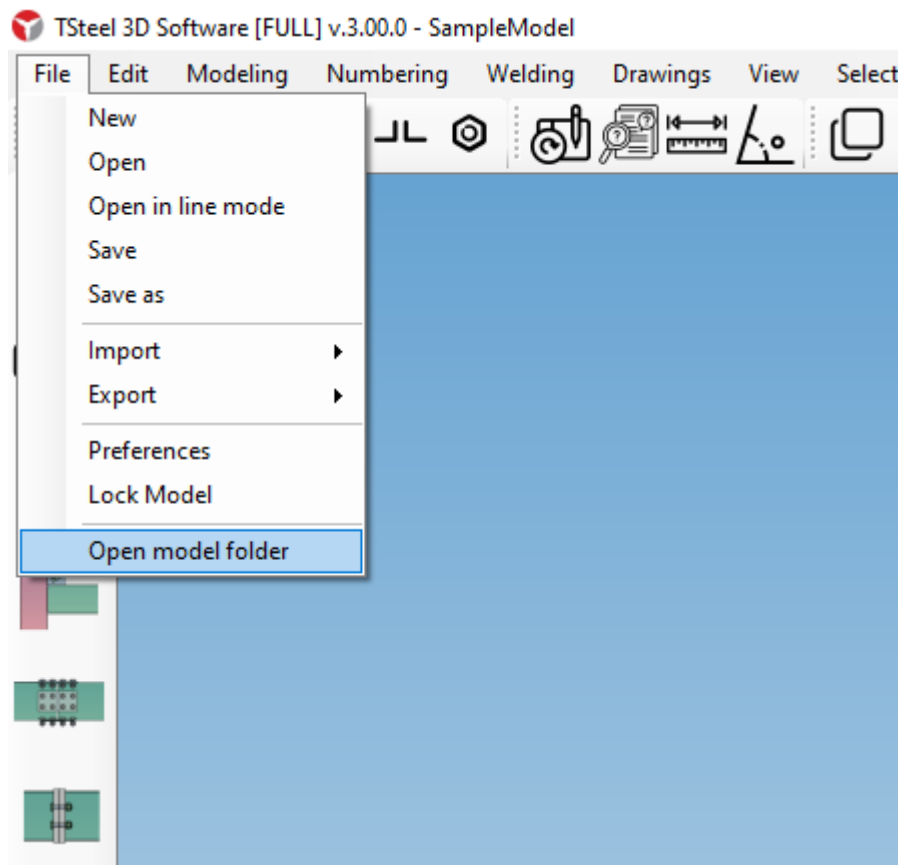 TSteel 3D Software [FULL] v.3.00.0 - SampleModel
File Edit Modeling Numbering Welding Drawings View Select
New
Open
Open in line mode
Save
Save as
Import
Export
Preferences
Lock Model
Open model folder